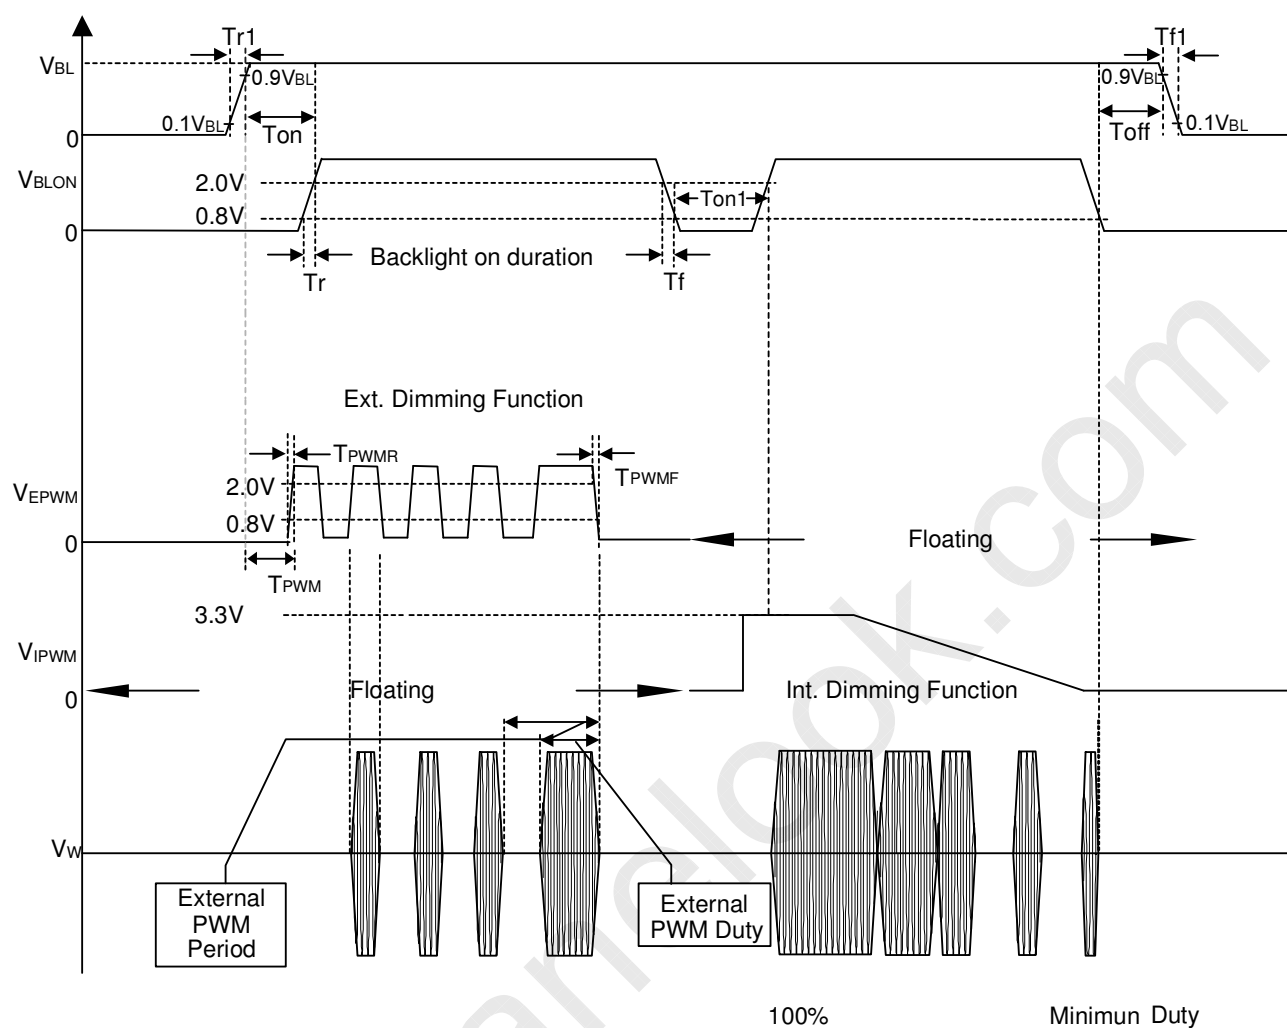 Tr1
Tf1
VBL
0.9VBL
0.9VBL
0.1VBL
Ton
Toff
0.1VBL
0
VBLON
2.0V
Ton1
0.8V
0
Backlight on duration
Tr
Tf
Ext. Dimming Function
TPWMR
TPWMF
VEPWM
2.0V
0.8V
0
Floating
TPWM
3.3V
VIPWM
0
Floating
Int. Dimming Function
VW
External
PWM
Period
External
PWM Duty
100%
Minimun Duty
anelook.com